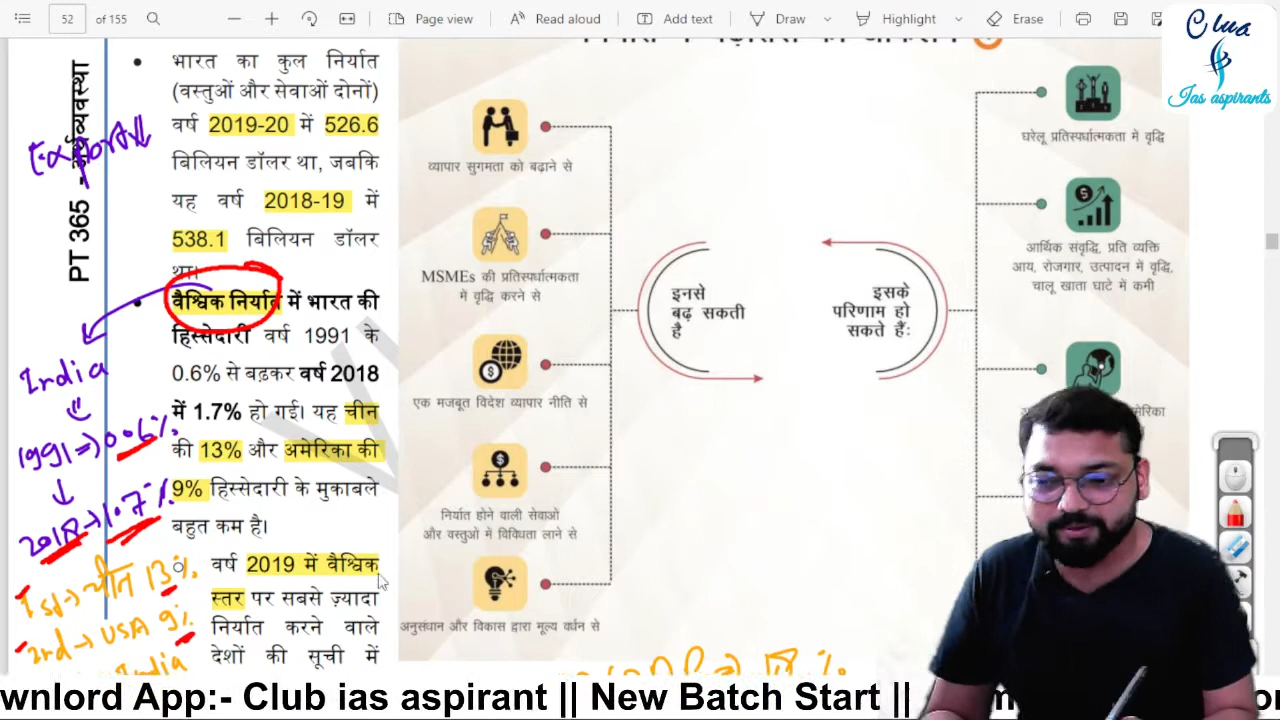 52 of 155
Page view
Read aloud
Add text
Draw
Highlight
Erase
Club
Ias aspirants
PT 365 - अर्थव्यवस्था
भारत का कुल निर्यात
(वस्तुओं और सेवाओं दोनों)
वर्ष 2019-20 में 526.6
बिलियन डॉलर था, जबकि
यह वर्ष 2018-19 में
538.1 बिलियन डॉलर
था।
वैश्विक निर्यात में भारत की
हिस्सेदारी वर्ष 1991 के
0.6% से बढ़कर वर्ष 2018
में 1.7% हो गई। यह चीन
की 13% और अमेरिका की
9% हिस्सेदारी के मुकाबले
बहुत कम है।
वर्ष 2019 में वैश्विक
स्तर पर सबसे ज़्यादा
निर्यात करने वाले
देशों की सूची में
India
1991 => 0.6%
2018 → 1.7%
1st → चीन 13%
2nd → USA 9%
India
व्यापार सुगमता को बढ़ाने से
MSMEs की प्रतिस्पर्धात्मकता
में वृद्धि करने से
एक मजबूत विदेश व्यापार नीति से
निर्यात होने वाली सेवाओं
और वस्तुओं में विविधता लाने से
अनुसंधान और विकास द्वारा मूल्य वर्धन से
इनसे
बढ़ सकती
है
इसके
परिणाम हो
सकते हैं:
घरेलू प्रतिस्पर्धात्मकता में वृद्धि
आर्थिक संवृद्धि, प्रति व्यक्ति
आय, रोजगार, उत्पादन में वृद्धि,
चालू खाता घाटे में कमी
wnlord App:- Club ias aspirant || New Batch Start ||